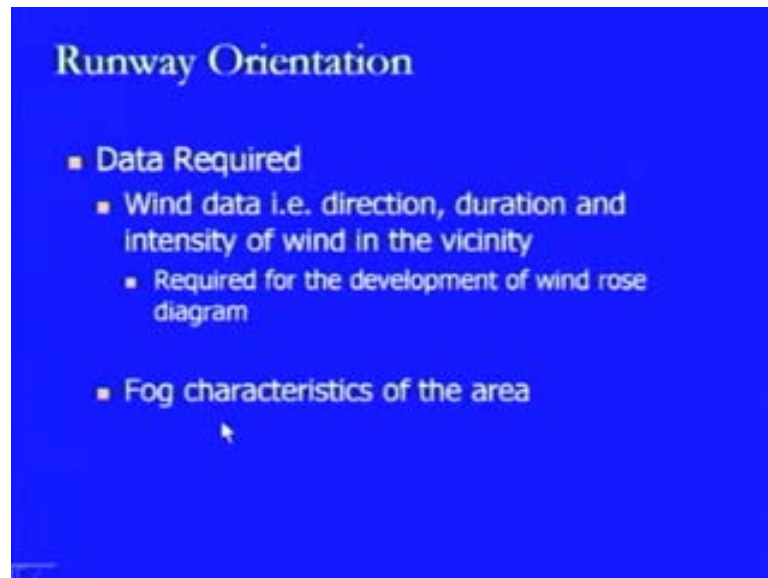 Runway Orientation
Data Required
Wind data i.e. direction, duration and
intensity of wind in the vicinity
Required for the development of wind rose
diagram
Fog characteristics of the area